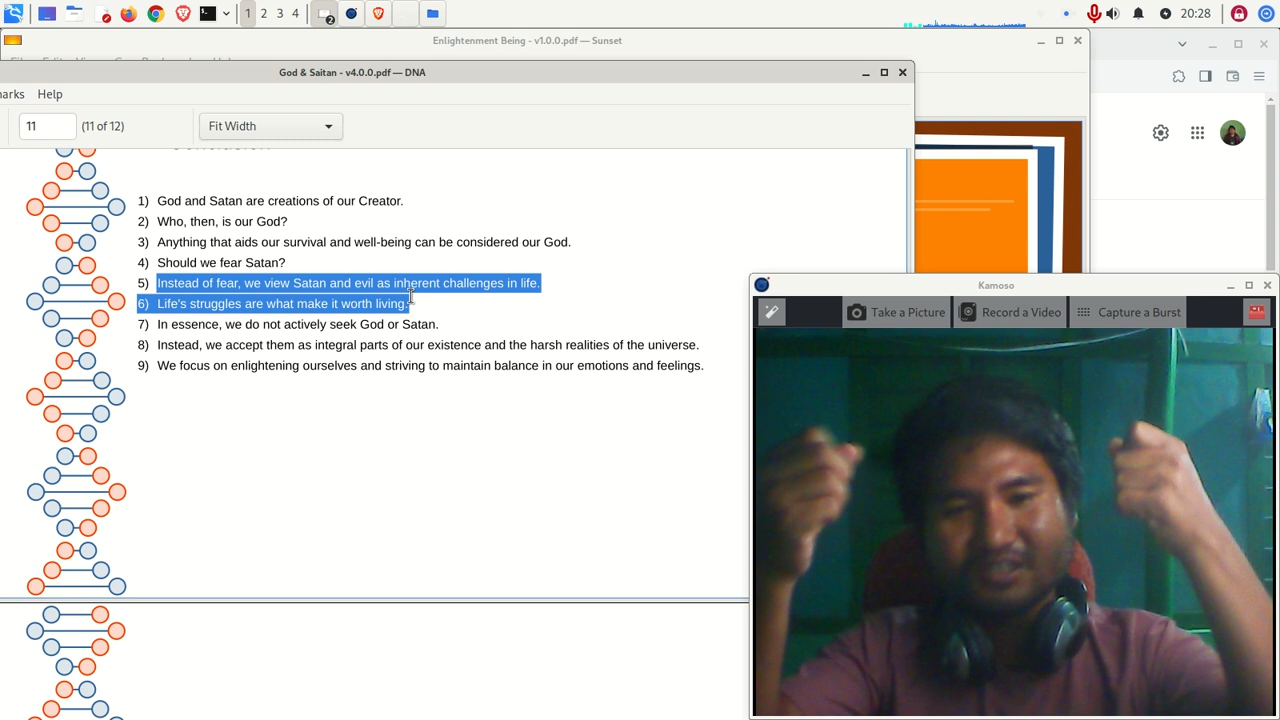 1 2 3 4
2
20:28
Enlightenment Being - v1.0.0.pdf — Sunset
God & Saitan - v4.0.0.pdf — DNA
arks Help
11 (11 of 12) Fit Width
1) God and Satan are creations of our Creator.
2) Who, then, is our God?
3) Anything that aids our survival and well-being can be considered our God.
4) Should we fear Satan?
5) Instead of fear, we view Satan and evil as inherent challenges in life.
6) Life's struggles are what make it worth living.
7) In essence, we do not actively seek God or Satan.
8) Instead, we accept them as integral parts of our existence and the harsh realities of the universe.
9) We focus on enlightening ourselves and striving to maintain balance in our emotions and feelings.
Kamoso
Take a Picture Record a Video Capture a Burst